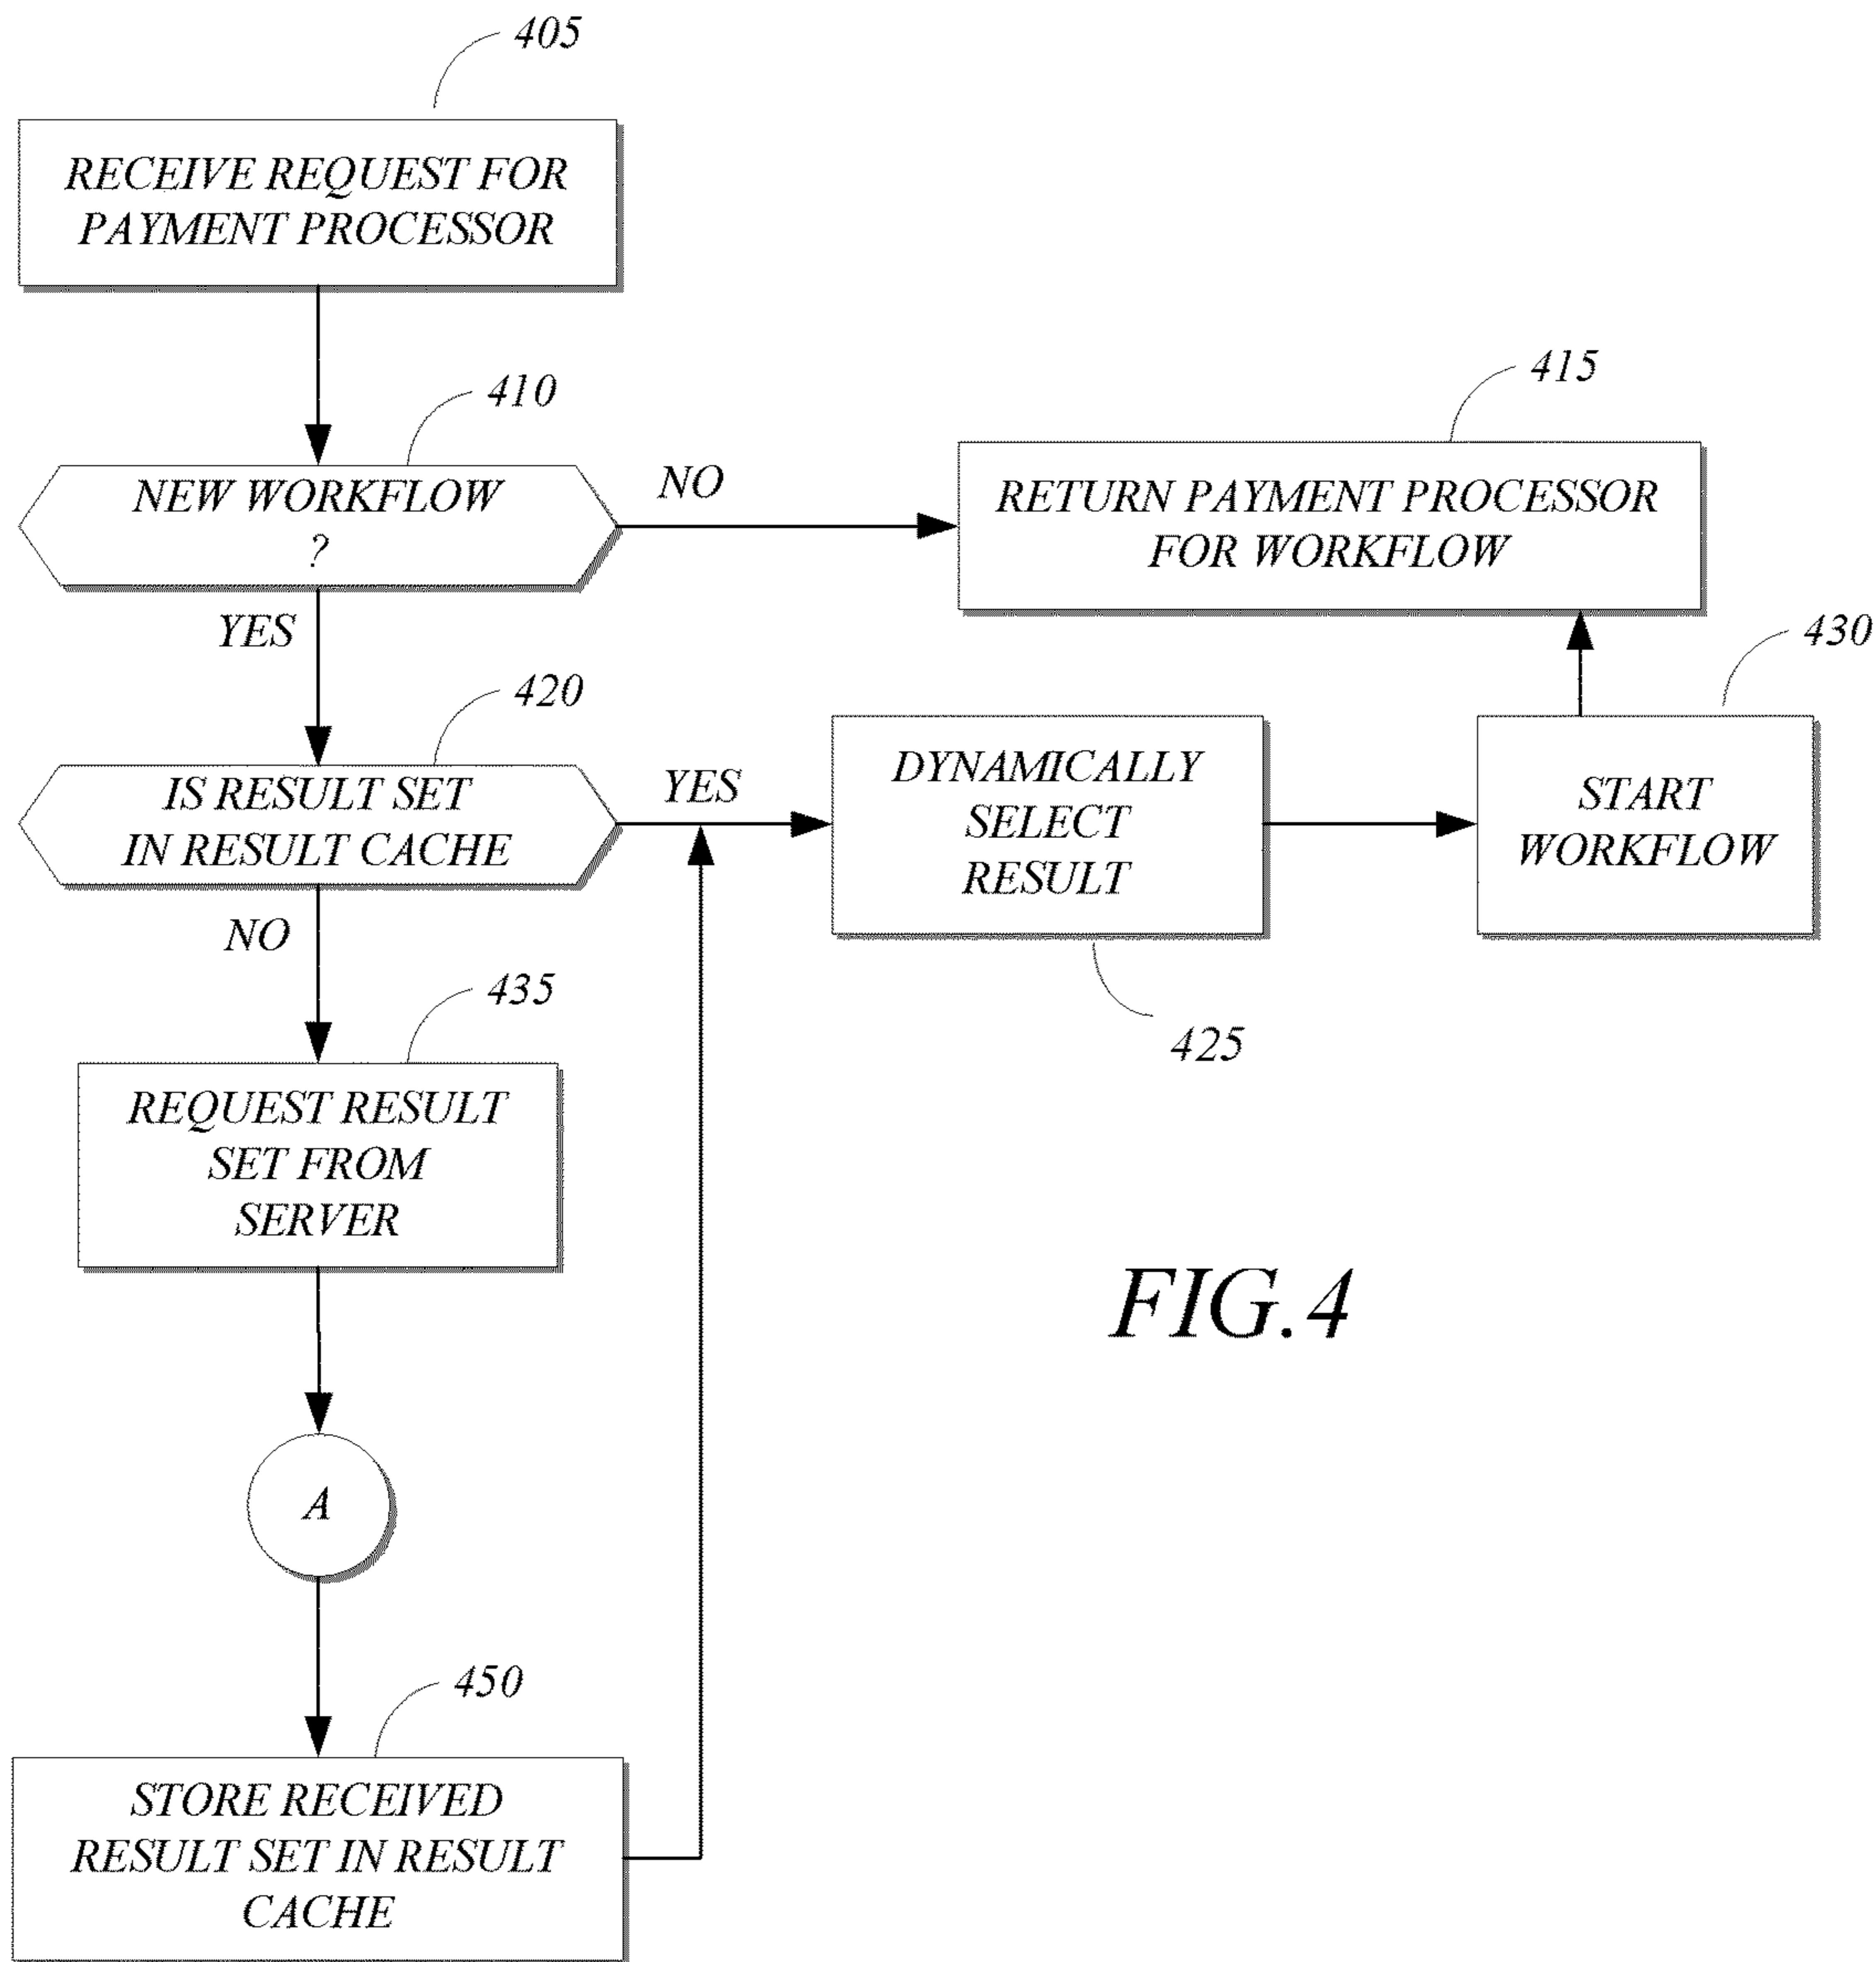 405
RECEIVE REQUEST FOR
PAYMENT PROCESSOR
410
NEW WORKFLOW
?
NO
YES
415
RETURN PAYMENT PROCESSOR
FOR WORKFLOW
420
IS RESULT SET
IN RESULT CACHE
YES
NO
DYNAMICALLY
SELECT
RESULT
425
430
START
WORKFLOW
435
REQUEST RESULT
SET FROM
SERVER
A
450
STORE RECEIVED
RESULT SET IN RESULT
CACHE
FIG.4